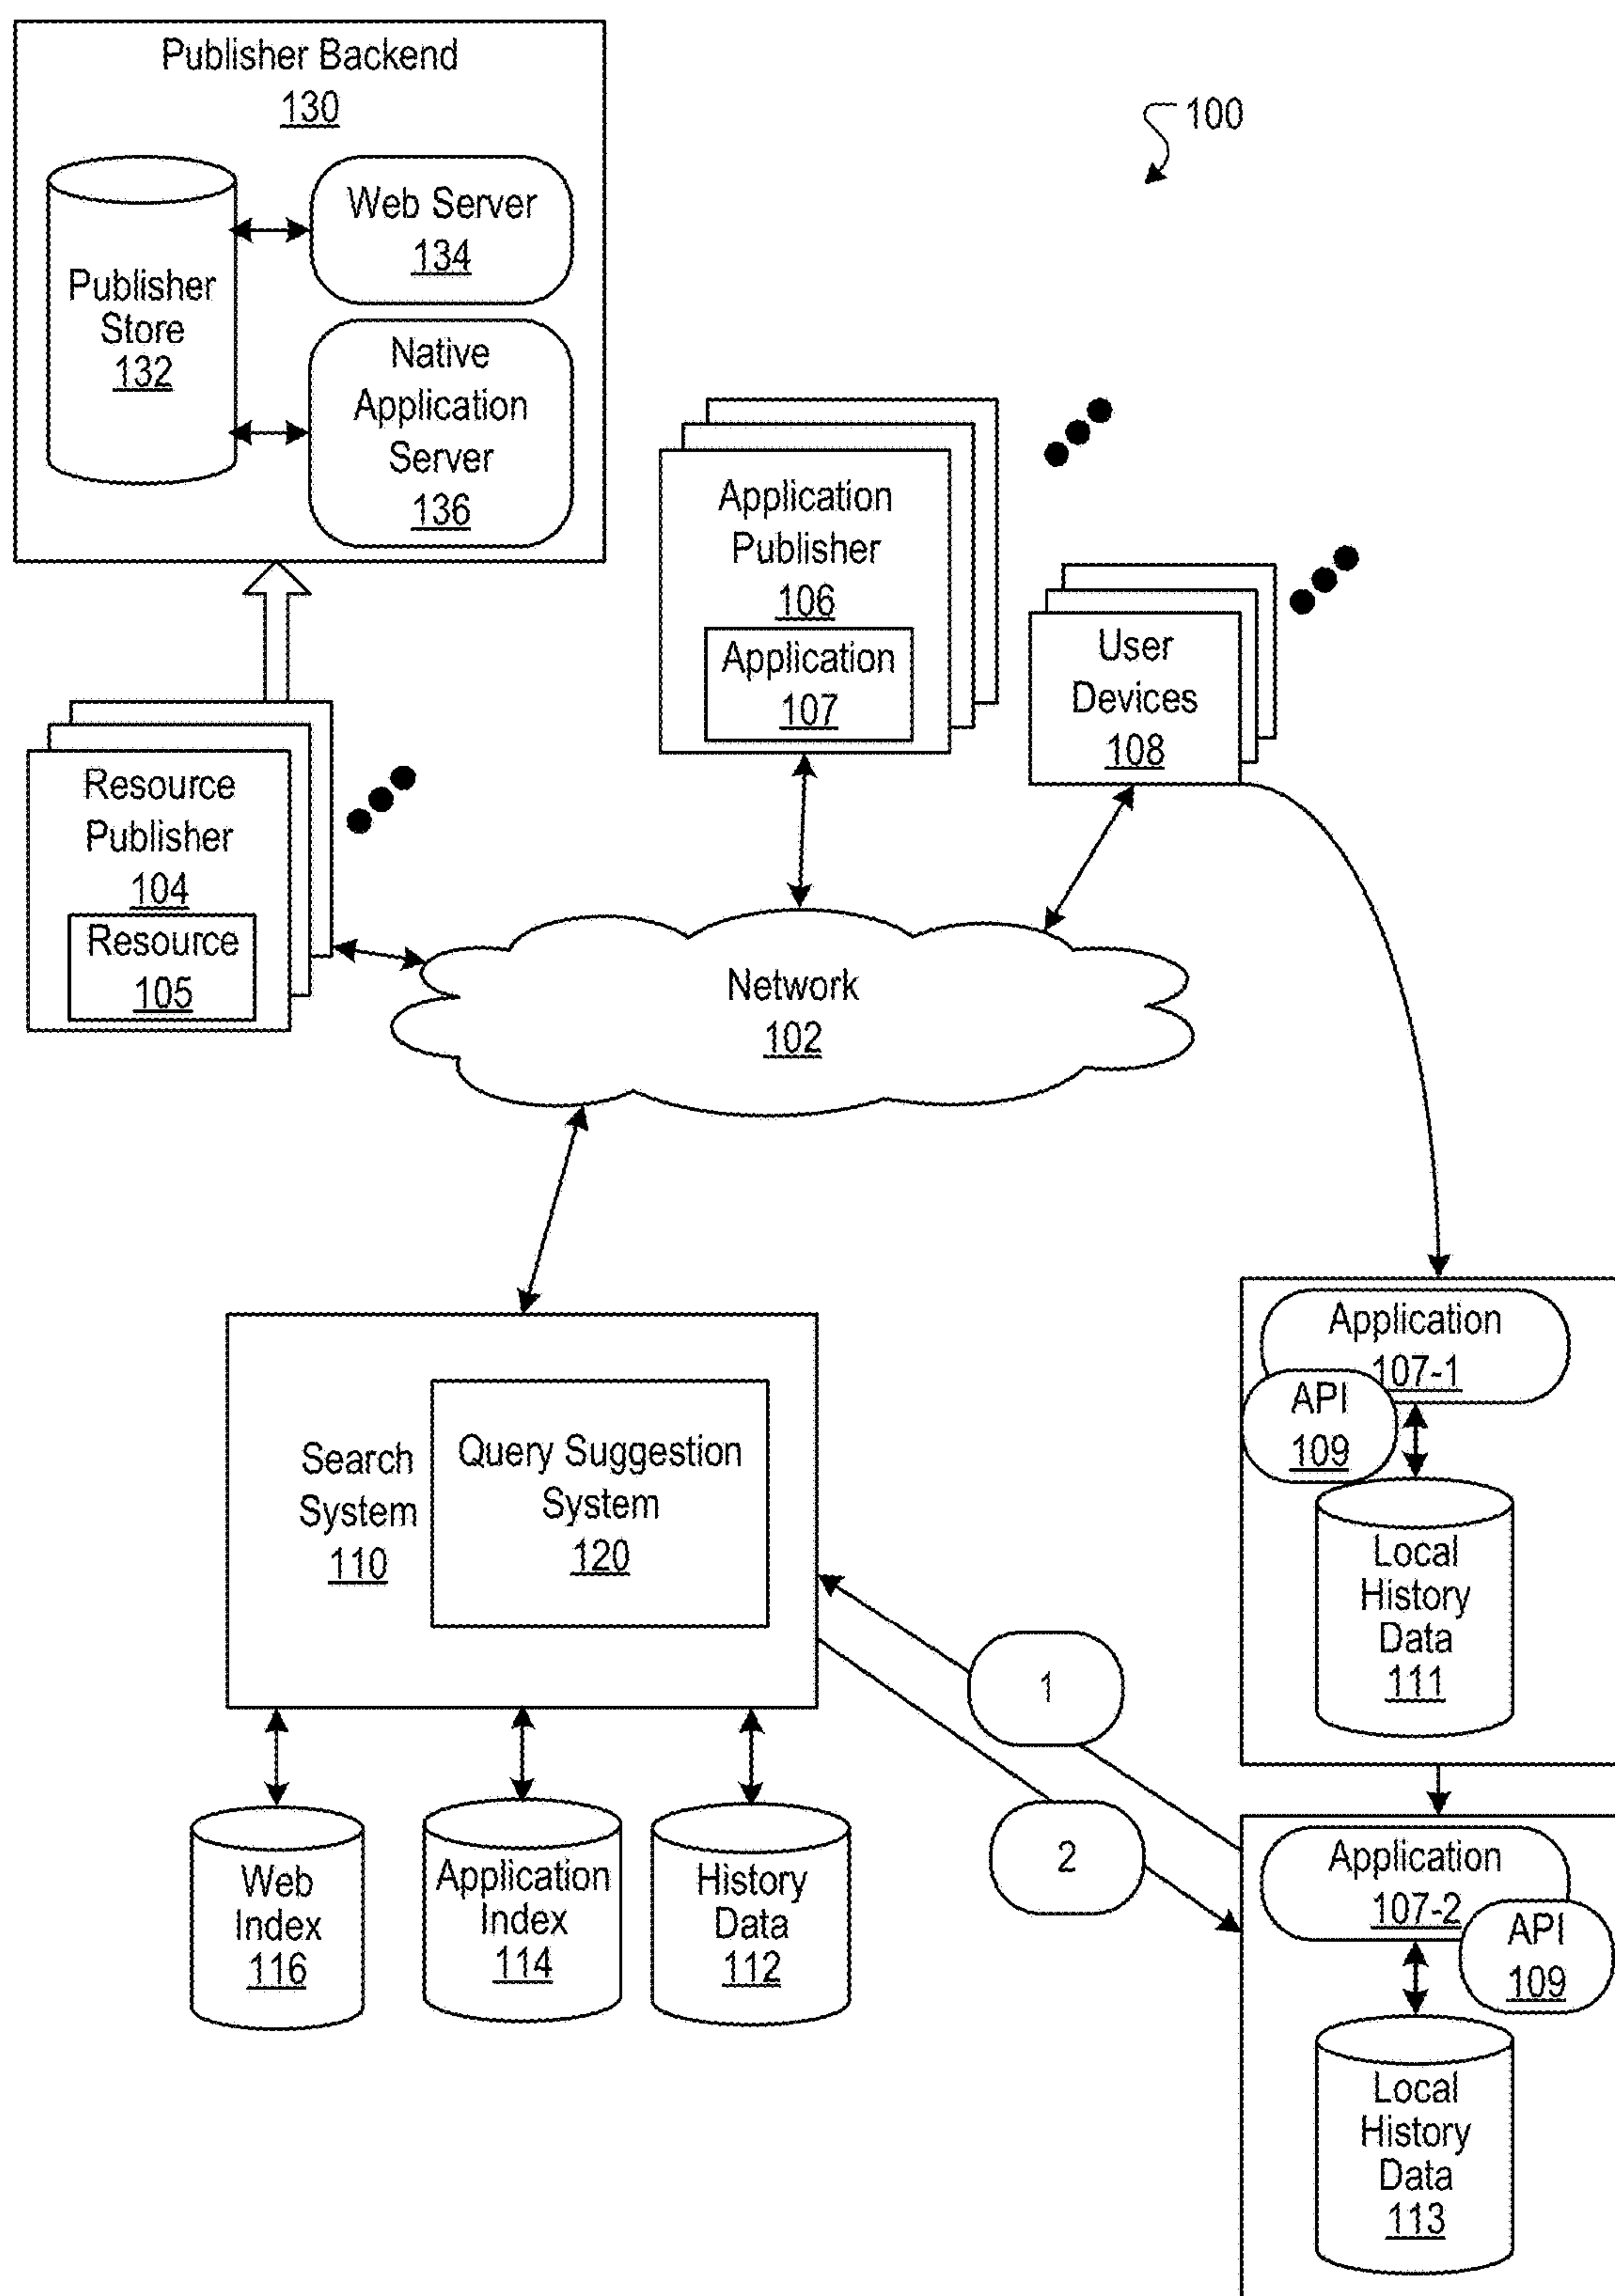 Publisher Backend
130
100
Web Server
134
Publisher
Store
132
Native
Application
Server
136
Application
Publisher
106
Application
107
User
Devices
108
Resource
Publisher
104
Resource
105
Network
102
Application
107-1
API
109
Search
System
110
Query Suggestion
System
120
Local
History
Data
111
1
2
Web
Index
116
Application
Index
114
History
Data
112
Application
107-2
API
109
Local
History
Data
113